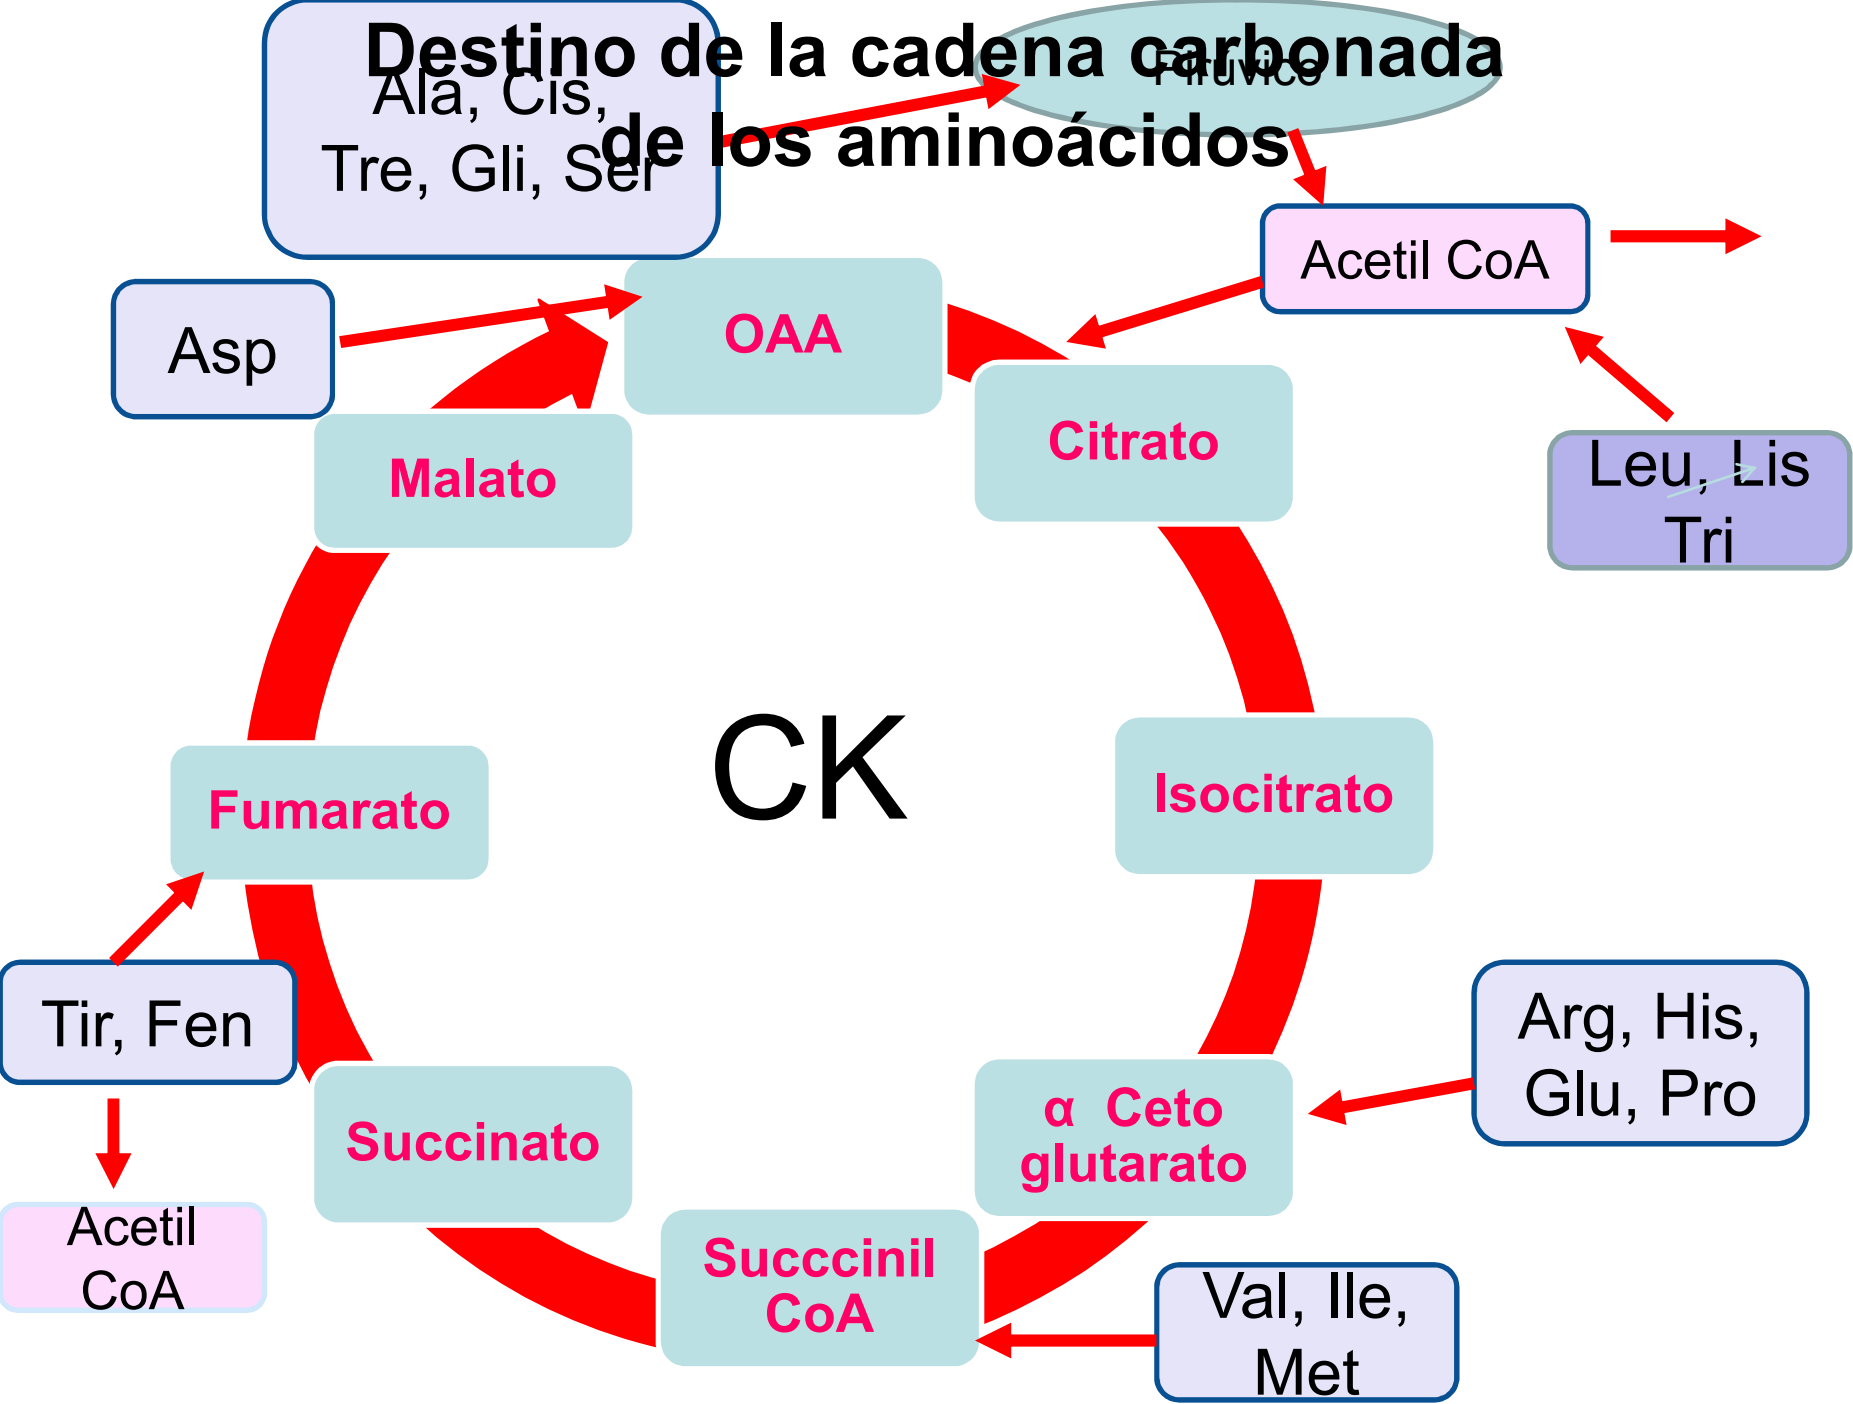 Destino de la cadena carbonada
de los aminoácidos
Ala, Cis,
Tre, Gli, Ser
Pirúvico
Acetil CoA
Asp
OAA
Citrato
Leu, Lis
Tri
Malato
CK
Isocitrato
Fumarato
Tir, Fen
Arg, His,
Glu, Pro
α Ceto
glutarato
Succinato
Acetil
CoA
Succcinil
CoA
Val, Ile,
Met